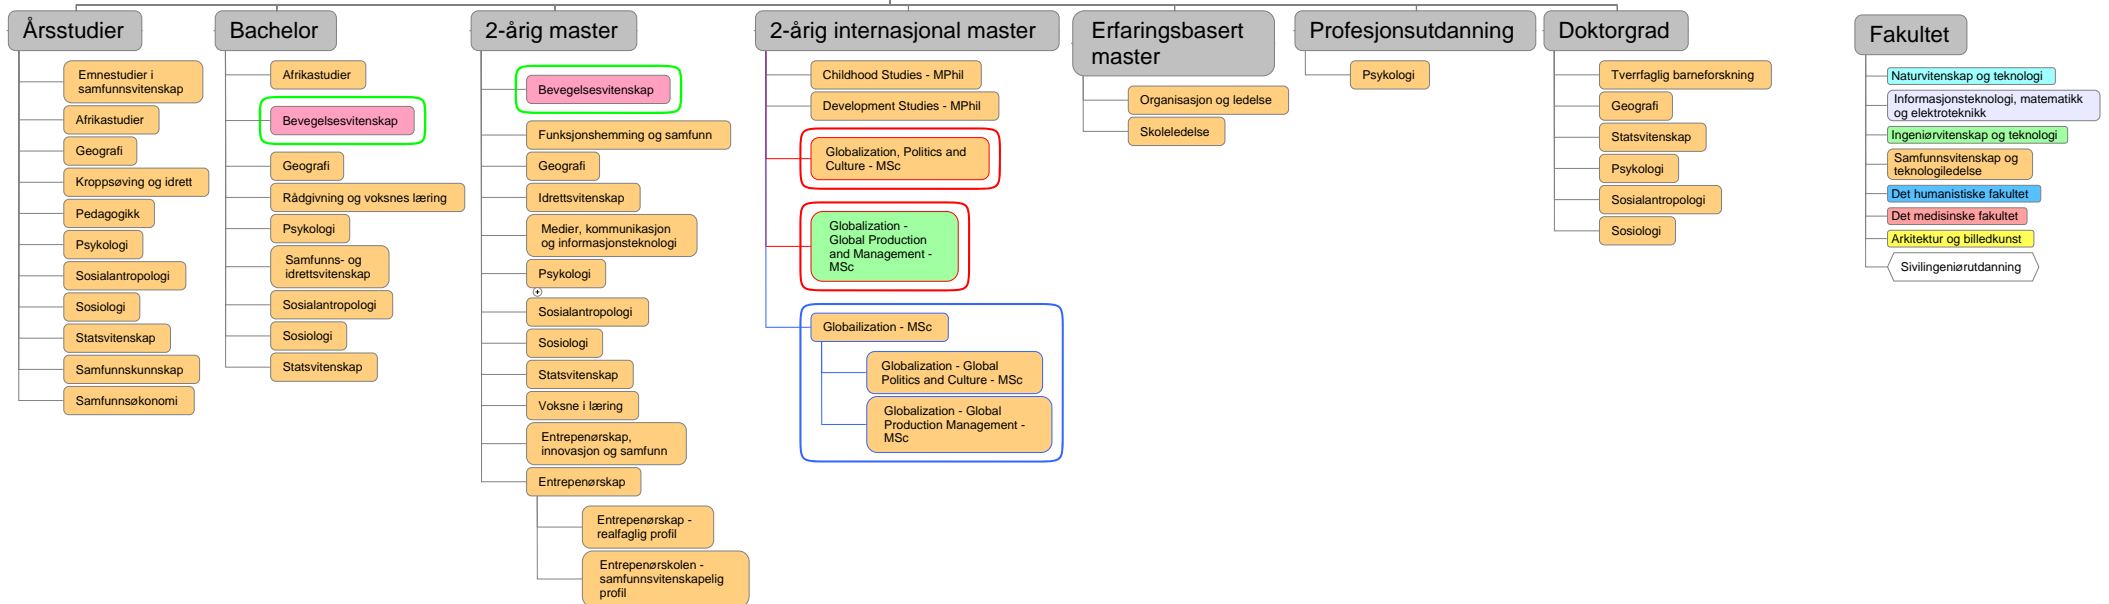 Årsstudier
Emnestudier i
samfunnsvitenskap
Afrikastudier
Geografi
Kroppsøving og idrett
Pedagogikk
Psykologi
Sosialantropologi
Sosiologi
Statsvitenskap
Samfunnskunnskap
Samfunnsøkonomi
Bachelor
Afrikastudier
Bevegelsesvitenskap
Geografi
Rådgivning og voksnes læring
Psykologi
Samfunns- og
idrettsvitenskap
Sosialantropologi
Sosiologi
Statsvitenskap
2-årig master
Bevegelsesvitenskap
Funksjonshemming og samfunn
Geografi
Idrettsvitenskap
Medier, kommunikasjon
og informasjonsteknologi
Psykologi
Sosialantropologi
Sosiologi
Statsvitenskap
Voksne i læring
Entrepenørskap,
innovasjon og samfunn
Entrepenørskap
Entrepenørskap -
realfaglig profil
Entrepenørskolen -
samfunnsvitenskapelig
profil
2-årig internasjonal master
Childhood Studies - MPhil
Development Studies - MPhil
Globalization, Politics and
Culture - MSc
Globalization -
Global Production
and Management -
MSc
Globailization - MSc
Globalization - Global
Politics and Culture - MSc
Globalization - Global
Production Management -
MSc
Erfaringsbasert
master
Organisasjon og ledelse
Skoleledelse
Profesjonsutdanning
Psykologi
Doktorgrad
Tverrfaglig barneforskning
Geografi
Statsvitenskap
Psykologi
Sosialantropologi
Sosiologi
Fakultet
Naturvitenskap og teknologi
Informasjonsteknologi, matematikk
og elektroteknikk
Ingeniørvitenskap og teknologi
Samfunnsvitenskap og
teknologiledelse
Det humanistiske fakultet
Det medisinske fakultet
Arkitektur og billedkunst
Sivilingeniørutdanning